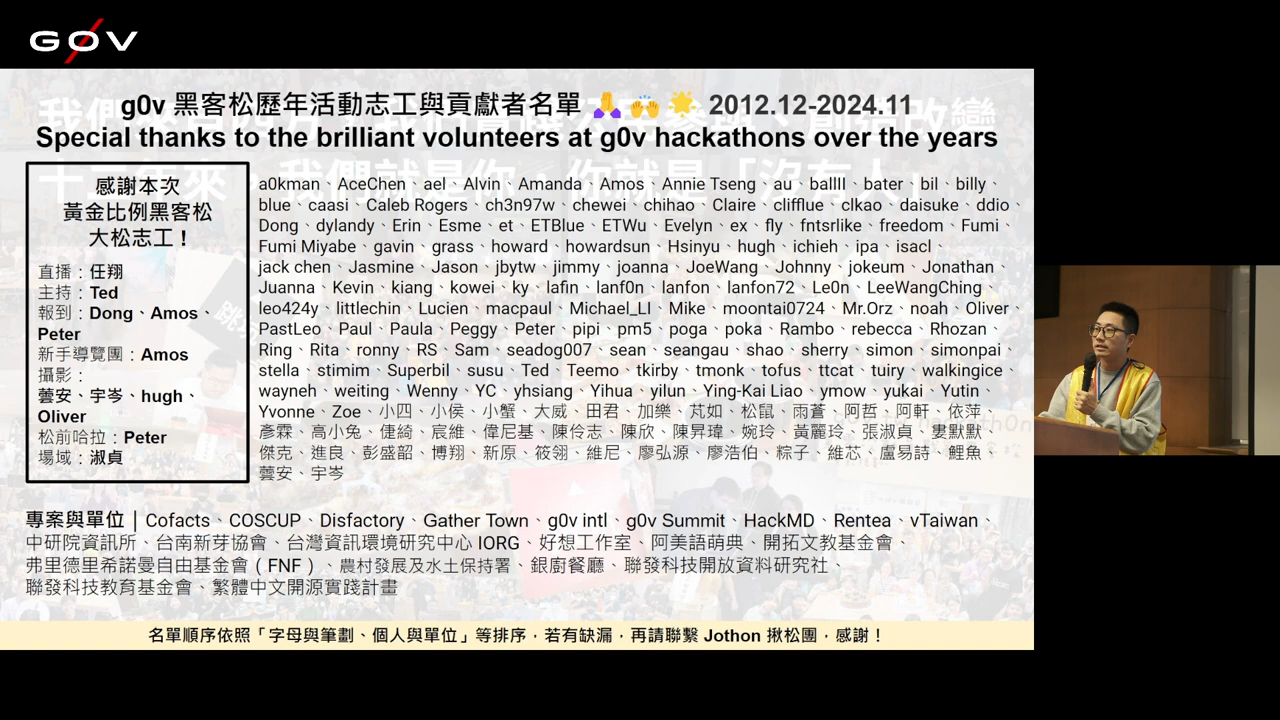 G0V
g0v 黑客松歷年活動志工與貢獻者名單 🙏 🙌 🌟 2012.12-2024.11
Special thanks to the brilliant volunteers at g0v hackathons over the years
感謝本次
黃金比例黑客松
大松志工！
直播：任翔
主持：Ted
報到：Dong、Amos、
Peter
新手導覽團：Amos
攝影：
蕓安、宇岑、hugh、
Oliver
松前哈拉：Peter
場域：淑貞
a0kman、AceChen、ael、Alvin、Amanda、Amos、Annie Tseng、au、ballll、bater、bil、billy、
blue、caasi、Caleb Rogers、ch3n97w、chewei、chihao、Claire、clifflue、clkao、daisuke、ddio、
Dong、dylandy、Erin、Esme、et、ETBlue、ETWu、Evelyn、ex、fly、fntsrlike、freedom、Fumi、
Fumi Miyabe、gavin、grass、howard、howardsun、Hsinyu、hugh、ichieh、ipa、isacl、
jack chen、Jasmine、Jason、jbytw、jimmy、joanna、JoeWang、Johnny、jokeum、Jonathan、
Juanna、Kevin、kiang、kowei、ky、lafin、lanf0n、lanfon、lanfon72、Le0n、LeeWangChing、
leo424y、littlechin、Lucien、macpaul、Michael_LI、Mike、moontai0724、Mr.Orz、noah、Oliver、
PastLeo、Paul、Paula、Peggy、Peter、pipi、pm5、poga、poka、Rambo、rebecca、Rhozan、
Ring、Rita、ronny、RS、Sam、seadog007、sean、seangau、shao、sherry、simon、simonpai、
stella、stimim、Superbil、susu、Ted、Teemo、tkirby、tmonk、tofus、ttcat、tuiry、walkingice、
wayneh、weiting、Wenny、YC、yhsiang、Yihua、yilun、Ying-Kai Liao、ymow、yukai、Yutin、
Yvonne、Zoe、小四、小侯、小蟹、大威、田君、加樂、芃如、松鼠、雨蒼、阿哲、阿軒、依萍、
彥霖、高小兔、倢綺、宸維、偉尼基、陳伶志、陳欣、陳昇瑋、婉玲、黃麗玲、張淑貞、婁默默、
傑克、進良、彭盛韶、博翔、新原、筱翎、維尼、廖弘源、廖浩伯、粽子、維芯、盧易詩、鯉魚、
蕓安、宇岑
專案與單位｜Cofacts、COSCUP、Disfactory、Gather Town、g0v intl、g0v Summit、HackMD、Rentea、vTaiwan、
中研院資訊所、台南新芽協會、台灣資訊環境研究中心 IORG、好想工作室、阿美語萌典、開拓文教基金會、
弗里德里希諾曼自由基金會（FNF）、農村發展及水土保持署、銀廚餐廳、聯發科技開放資料研究社、
聯發科技教育基金會、繁體中文開源實踐計畫
名單順序依照「字母與筆劃、個人與單位」等排序，若有缺漏，再請聯繫 Jothon 揪松團，感謝！